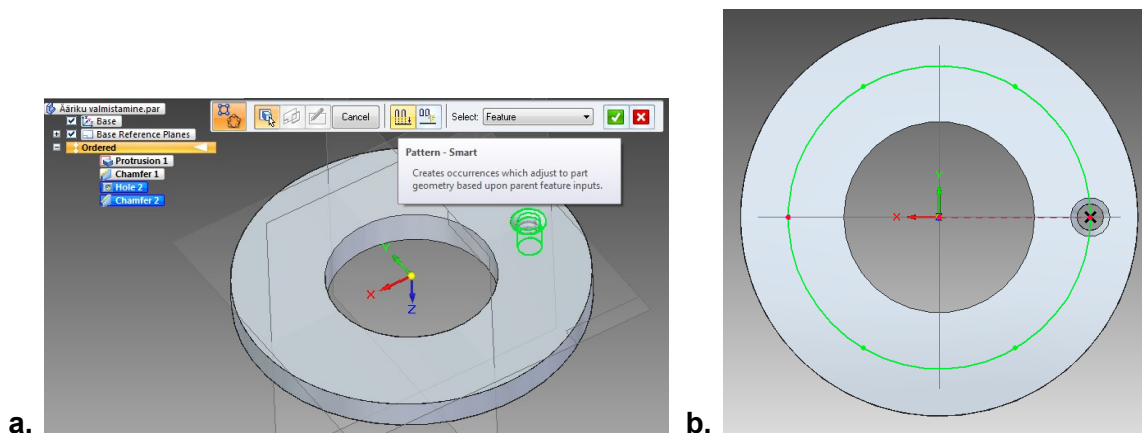 Ääriku valmistamine.par
Base
Base Reference Planes
Ordered
Protrusion 1
Chamfer 1
Hole 2
Chamfer 2
Cancel
Select: Feature
Pattern - Smart
Creates occurrences which adjust to part
geometry based upon parent feature inputs.
Y
X
Z
Y
X
Z
a.
b.